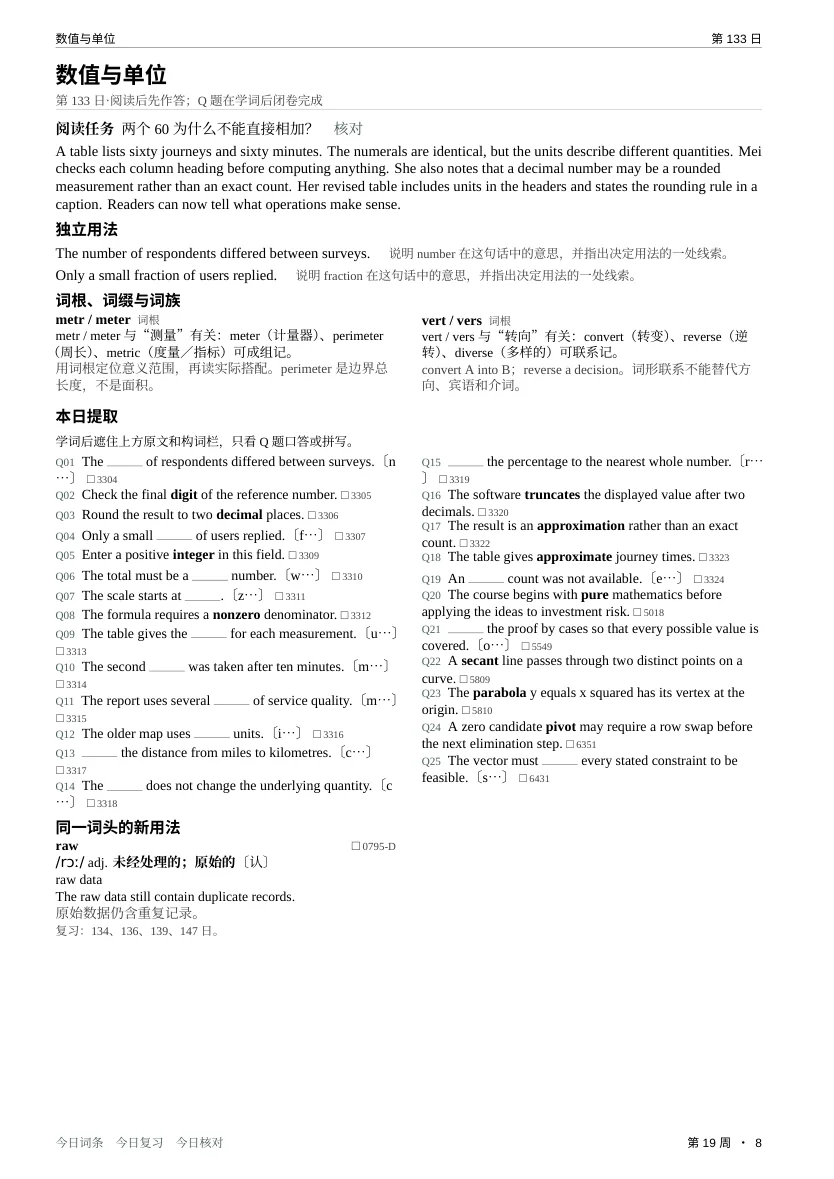 数值与单位 第 133 日
数值与单位
第 133 日·阅读后先作答；Q 题在学词后闭卷完成
阅读任务 两个 60 为什么不能直接相加？ 核对
A table lists sixty journeys and sixty minutes. The numerals are identical, but the units describe different quantities. Mei
checks each column heading before computing anything. She also notes that a decimal number may be a rounded
measurement rather than an exact count. Her revised table includes units in the headers and states the rounding rule in a
caption. Readers can now tell what operations make sense.
独立用法
The number of respondents differed between surveys. 说明 number 在这句话中的意思，并指出决定用法的一处线索。
Only a small fraction of users replied. 说明 fraction 在这句话中的意思，并指出决定用法的一处线索。
词根、词缀与词族
metr / meter 词根
metr / meter 与“测量”有关：meter（计量器）、perimeter
（周长）、metric（度量／指标）可成组记。
用词根定位意义范围，再读实际搭配。perimeter 是边界总
长度，不是面积。
vert / vers 词根
vert / vers 与“转向”有关：convert（转变）、reverse（逆
转）、diverse（多样的）可联系记。
convert A into B；reverse a decision。词形联系不能替代方
向、宾语和介词。
本日提取
学词后遮住上方原文和构词栏，只看 Q 题口答或拼写。
Q01 The _____ of respondents differed between surveys.〔n
…〕 □ 3304
Q02 Check the final digit of the reference number. □ 3305
Q03 Round the result to two decimal places. □ 3306
Q04 Only a small _____ of users replied.〔f…〕 □ 3307
Q05 Enter a positive integer in this field. □ 3309
Q06 The total must be a _____ number.〔w…〕 □ 3310
Q07 The scale starts at _____.〔z…〕 □ 3311
Q08 The formula requires a nonzero denominator. □ 3312
Q09 The table gives the _____ for each measurement.〔u…〕
□ 3313
Q10 The second _____ was taken after ten minutes.〔m…〕
□ 3314
Q11 The report uses several _____ of service quality.〔m…〕
□ 3315
Q12 The older map uses _____ units.〔i…〕 □ 3316
Q13 _____ the distance from miles to kilometres.〔c…〕
□ 3317
Q14 The _____ does not change the underlying quantity.〔c
…〕 □ 3318
Q15 _____ the percentage to the nearest whole number.〔r…
〕 □ 3319
Q16 The software truncates the displayed value after two
decimals. □ 3320
Q17 The result is an approximation rather than an exact
count. □ 3322
Q18 The table gives approximate journey times. □ 3323
Q19 An _____ count was not available.〔e…〕 □ 3324
Q20 The course begins with pure mathematics before
applying the ideas to investment risk. □ 5018
Q21 _____ the proof by cases so that every possible value is
covered.〔o…〕 □ 5549
Q22 A secant line passes through two distinct points on a
curve. □ 5809
Q23 The parabola y equals x squared has its vertex at the
origin. □ 5810
Q24 A zero candidate pivot may require a row swap before
the next elimination step. □ 6351
Q25 The vector must _____ every stated constraint to be
feasible.〔s…〕 □ 6431
同一词头的新用法
raw □ 0795-D
/rɔː/ adj. 未经处理的；原始的〔认〕
raw data
The raw data still contain duplicate records.
原始数据仍含重复记录。
复习：134、136、139、147 日。
今日词条 今日复习 今日核对 第 19 周 · 8